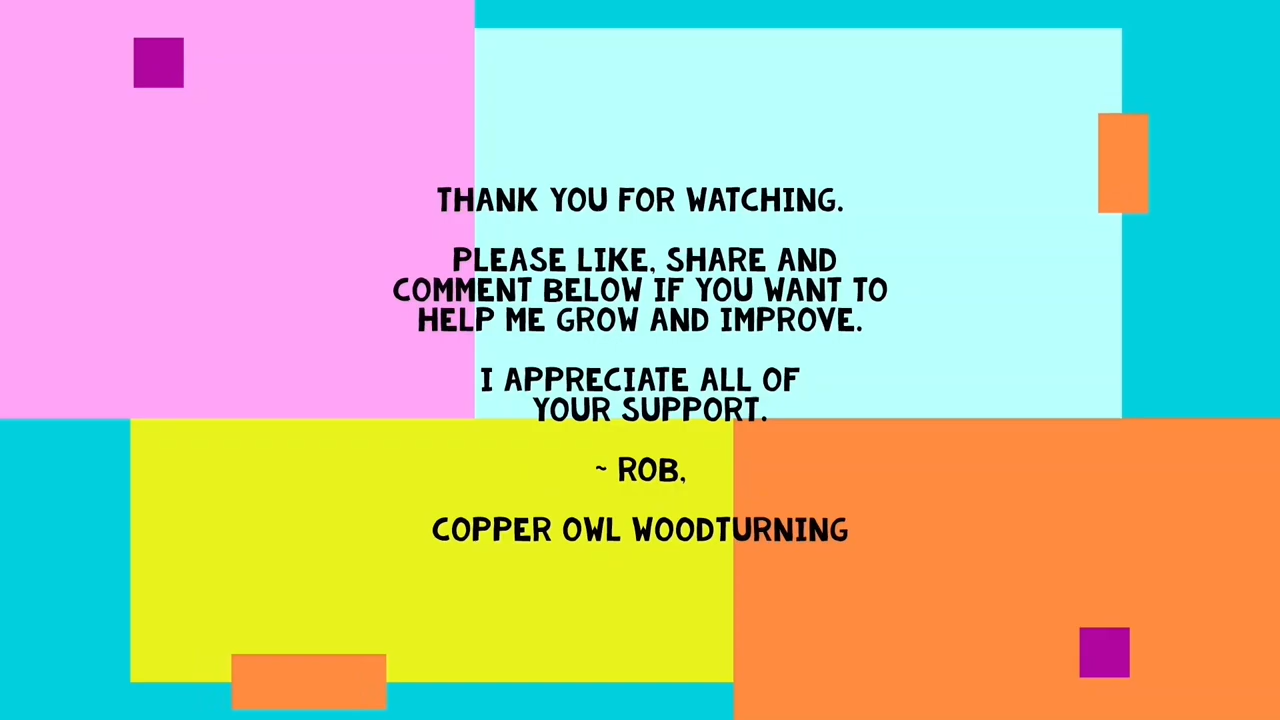 THANK YOU FOR WATCHING.
PLEASE LIKE, SHARE AND
COMMENT BELOW IF YOU WANT TO
HELP ME GROW AND IMPROVE.
I APPRECIATE ALL OF
YOUR SUPPORT.
~ ROB,
COPPER OWL WOODTURNING